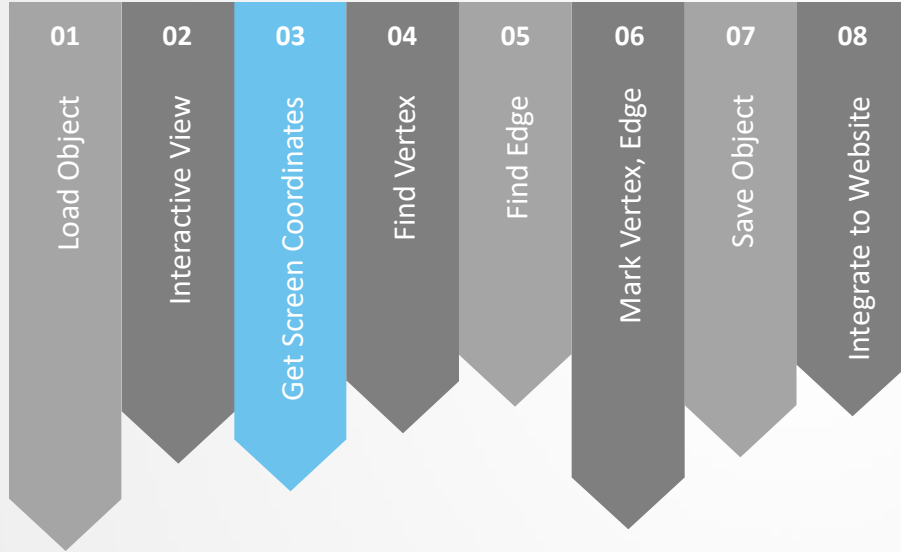 01
Load Object
02
Interactive View
03
Get Screen Coordinates
04
Find Vertex
05
Find Edge
06
Mark Vertex, Edge
07
Save Object
08
Integrate to Website